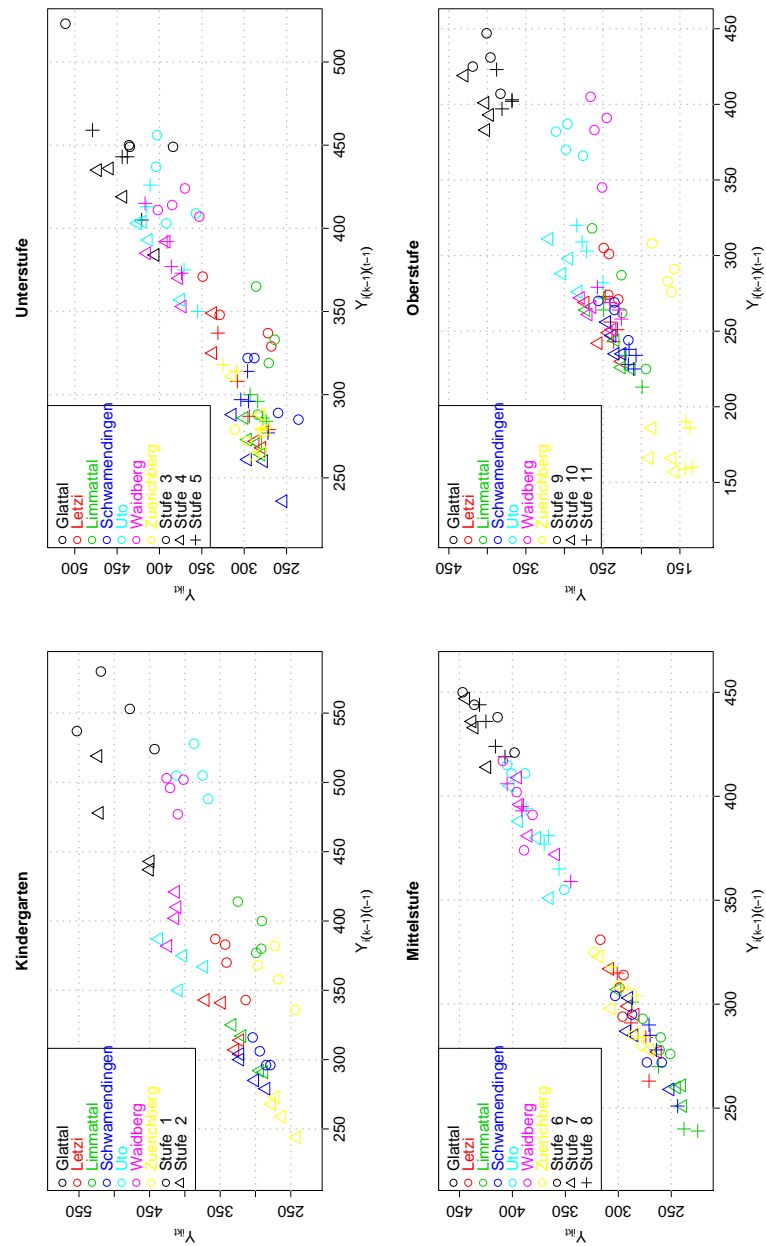 Kindergarten
Y_ikt
550
450
350
250
Glattal
Letzi
Limmattal
Schwamendingen
Uto
Waidberg
Zuerichberg
Stufe 1
Stufe 2
250 300 350 400 450 500 550
Y_i(k−1)(t−1)
Unterstufe
Y_ikt
500
450
400
350
300
250
Glattal
Letzi
Limmattal
Schwamendingen
Uto
Waidberg
Zuerichberg
Stufe 3
Stufe 4
Stufe 5
250 300 350 400 450 500
Y_i(k−1)(t−1)
Mittelstufe
Y_ikt
450
400
300
250
Glattal
Letzi
Limmattal
Schwamendingen
Uto
Waidberg
Zuerichberg
Stufe 6
Stufe 7
Stufe 8
250 300 350 400 450
Y_i(k−1)(t−1)
Oberstufe
Y_ikt
450
350
250
150
Glattal
Letzi
Limmattal
Schwamendingen
Uto
Waidberg
Zuerichberg
Stufe 9
Stufe 10
Stufe 11
150 200 250 300 350 400 450
Y_i(k−1)(t−1)